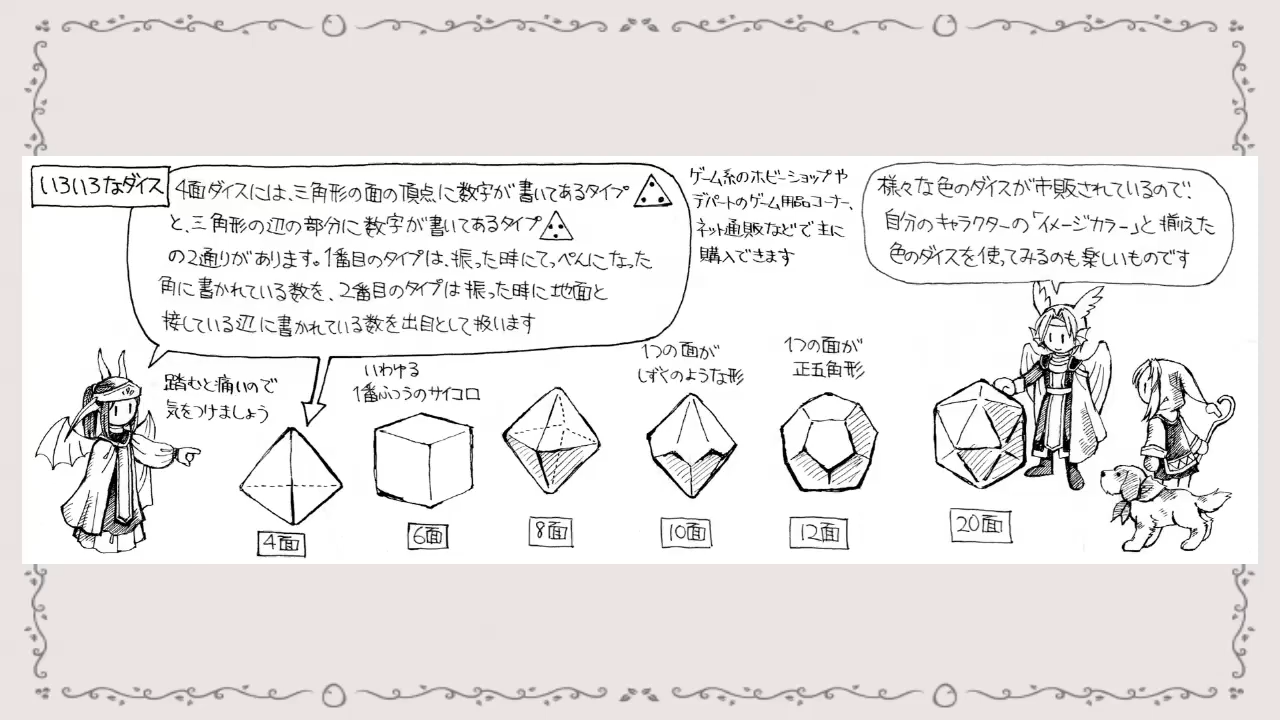 いろいろなダイス
4面ダイスには、三角形の面の頂点に数字が書いてあるタイプ
と、三角形の辺の部分に数字が書いてあるタイプ
の2通りがあります。1番目のタイプは、振った時にてっぺんになった
角に書かれている数を、2番目のタイプは振った時に地面と
接している辺に書かれている数を出目として扱います
ゲーム系のホビーショップや
デパートのゲーム用品コーナー、
ネット通販などで主に
購入できます
様々な色のダイスが市販されているので、
自分のキャラクターの「イメージカラー」と揃えた
色のダイスを使ってみるのも楽しいものです
踏むと痛いので
気をつけましょう
いわゆる
1番ふつうのサイコロ
1つの面が
しずくのような形
1つの面が
正五角形
4面
6面
8面
10面
12面
20面